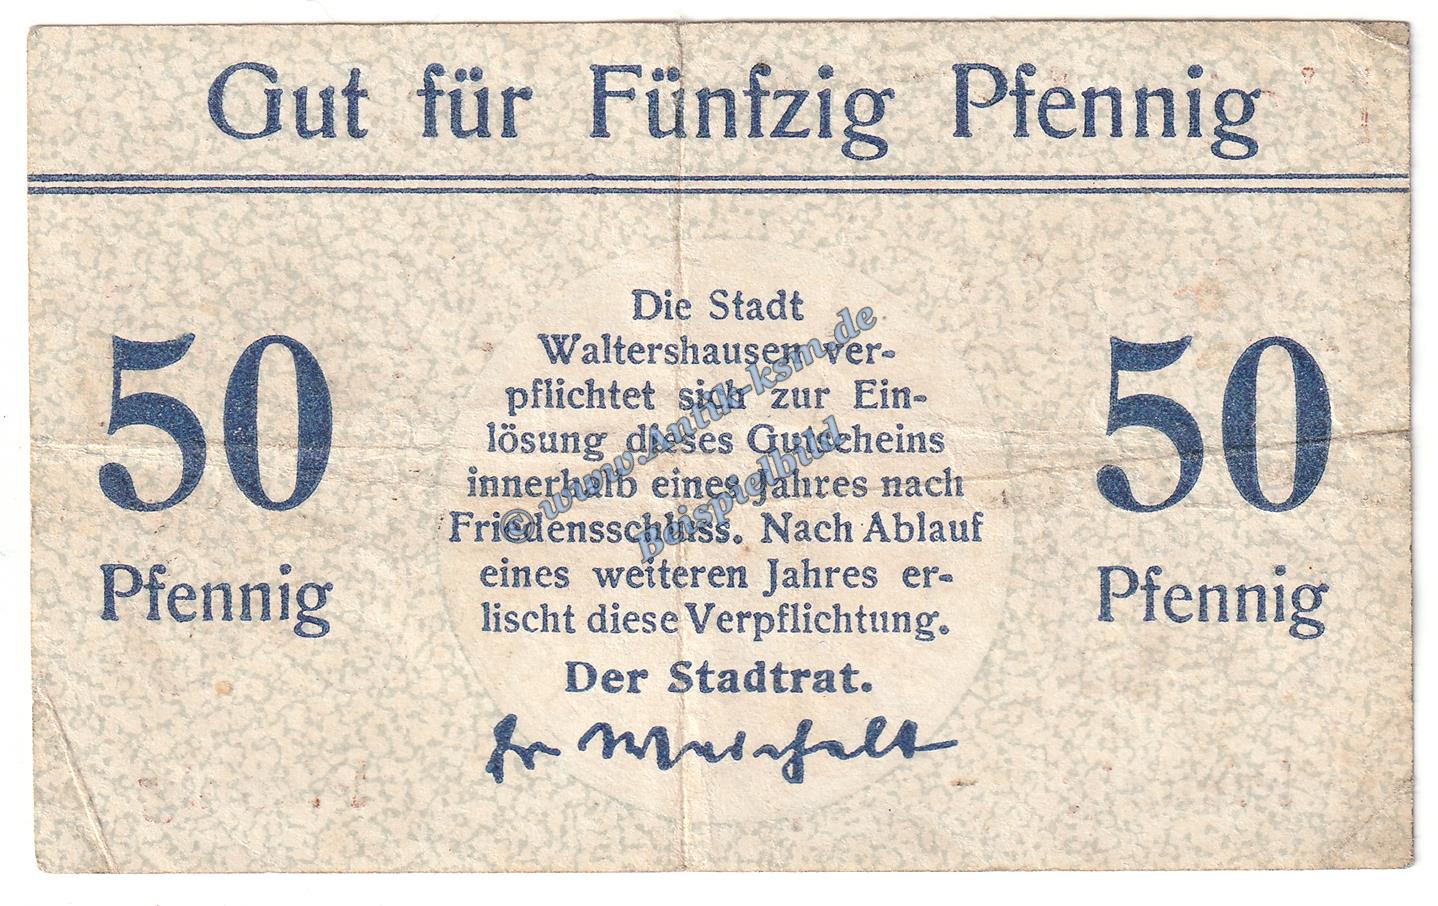 Gut für Fünfzig Pfennig
50
Pfennig
Die Stadt
Waltershausen ver-
pflichtet sich zur Ein-
lösung dieses Gutscheins
innerhalb eines Jahres nach
Friedensschluss. Nach Ablauf
eines weiteren Jahres er-
lischt diese Verpflichtung.
Der Stadtrat.
50
Pfennig
© www.Antik-ksm.de
Beispielbild